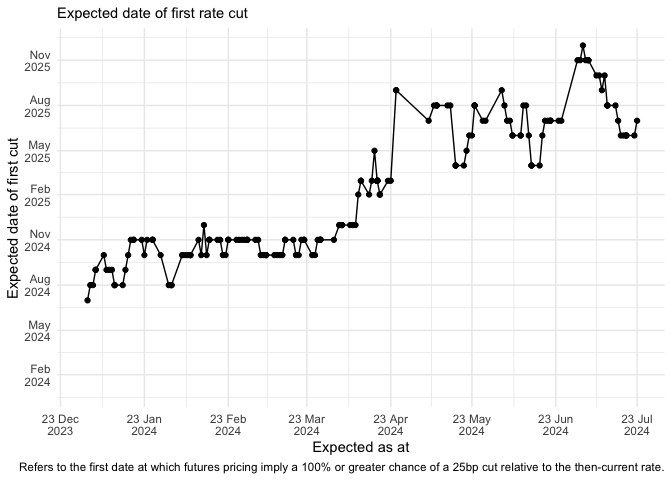 Expected date of first rate cut
Expected date of first cut
Nov
2025
Aug
2025
May
2025
Feb
2025
Nov
2024
Aug
2024
May
2024
Feb
2024
23 Dec
2023
23 Jan
2024
23 Feb
2024
23 Mar
2024
23 Apr
2024
23 May
2024
23 Jun
2024
23 Jul
2024
Expected as at
Refers to the first date at which futures pricing imply a 100% or greater chance of a 25bp cut relative to the then-current rate.